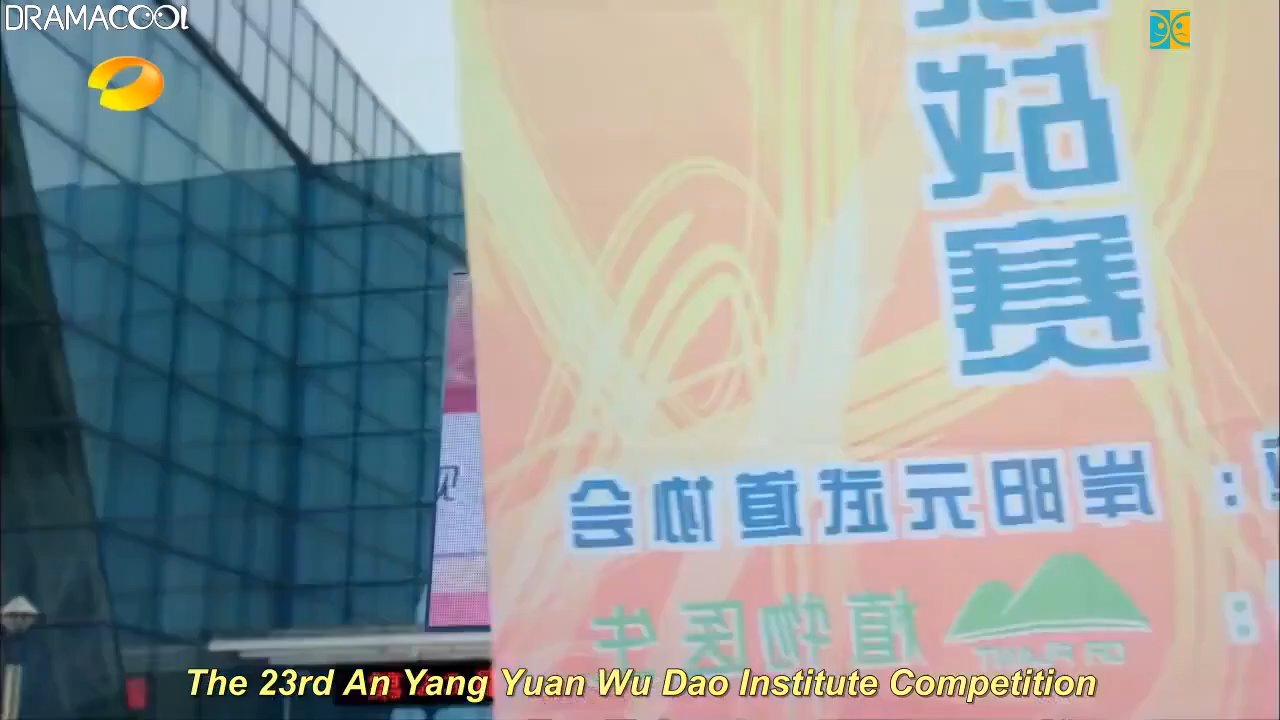 DRAMACOOL
战
赛
岸阳元武道协会
植物医生
The 23rd An Yang Yuan Wu Dao Institute Competition